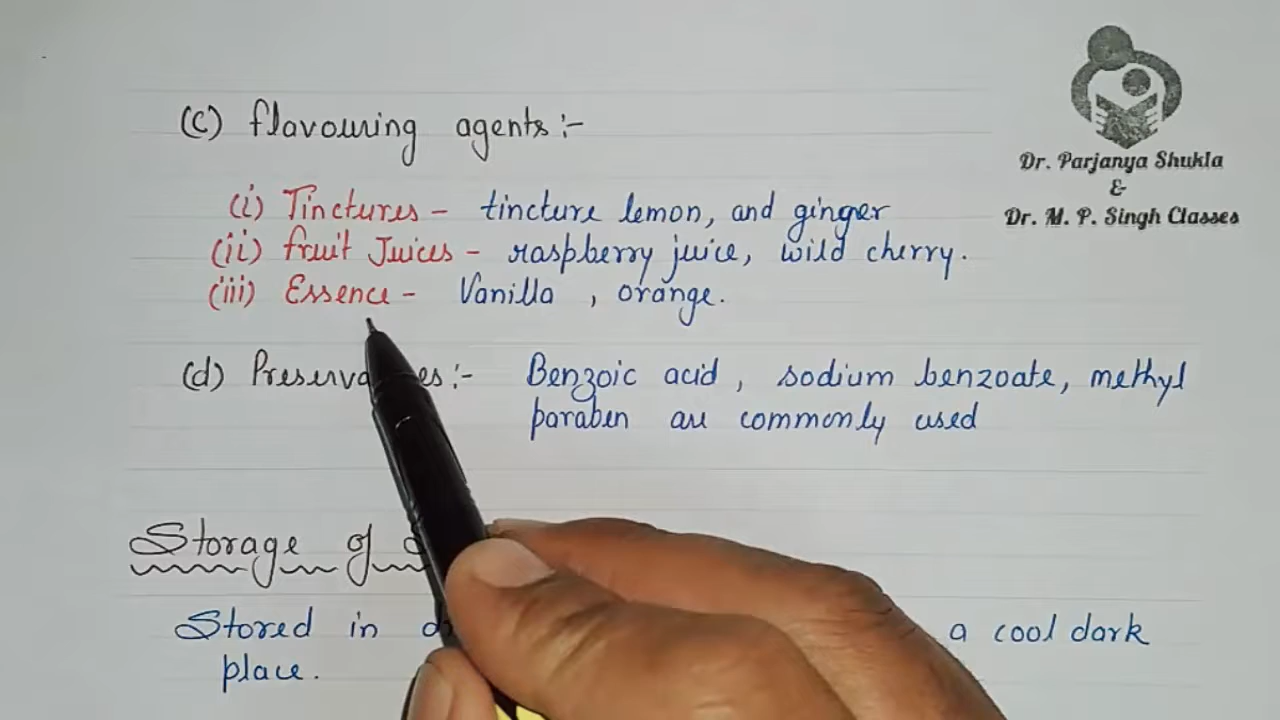 (c) flavouring agents :-
(i) Tinctures - tincture lemon, and ginger
(ii) fruit Juices - raspberry juice, wild cherry.
(iii) Essence - Vanilla , orange.
(d) :- Benzoic acid , sodium benzoate, methyl
paraben are commonly used
Storage of
Stored in a cool dark
place.
Dr. Parjanya Shukla
&
Dr. M. P. Singh Classes